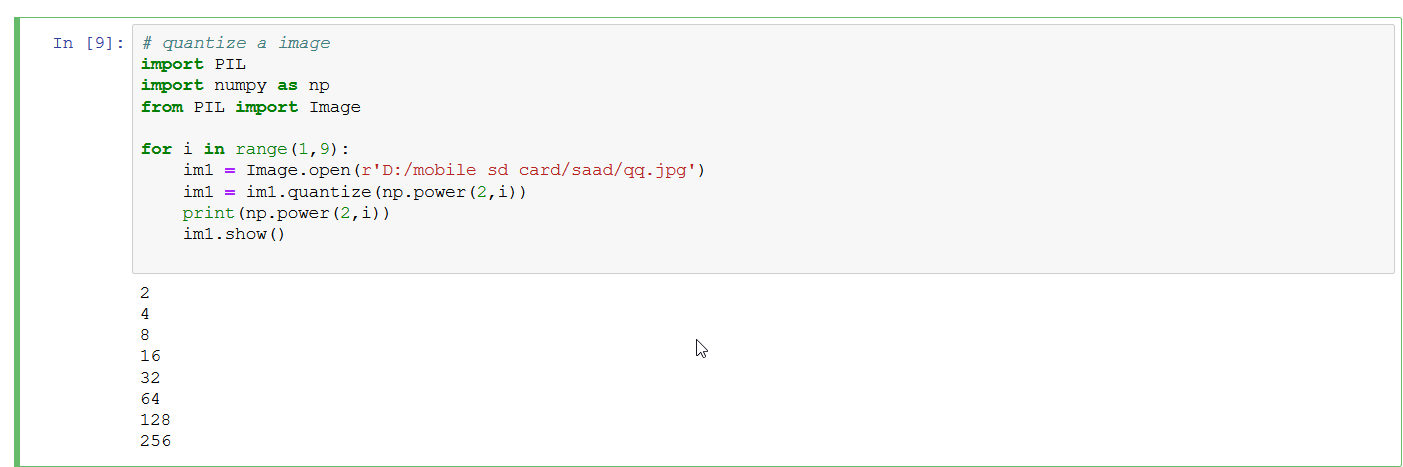 In [9]: # quantize a image
import PIL
import numpy as np
from PIL import Image
for i in range(1,9):
    im1 = Image.open(r'D:/mobile sd card/saad/qq.jpg')
    im1 = im1.quantize(np.power(2,i))
    print(np.power(2,i))
    im1.show()
2
4
8
16
32
64
128
256